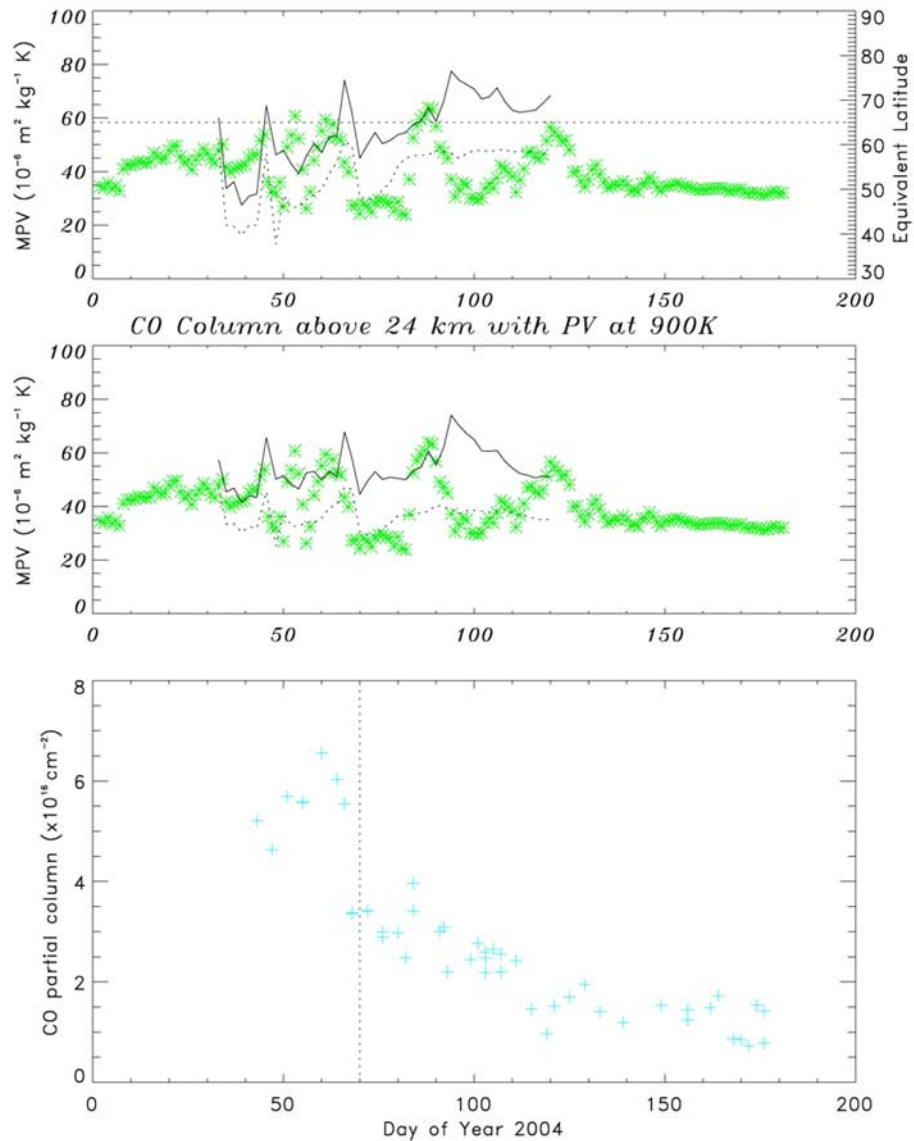 100
80
60
40
20
0
MPV (10⁻⁶ m² kg⁻¹ K)
90
80
70
60
50
40
30
Equivalent Latitude
0 50 100 150 200
CO Column above 24 km with PV at 900K
100
80
60
40
20
0
MPV (10⁻⁶ m² kg⁻¹ K)
0 50 100 150 200
8
6
4
2
0
CO partial column (x10¹⁶ cm⁻²)
0 50 100 150 200
Day of Year 2004